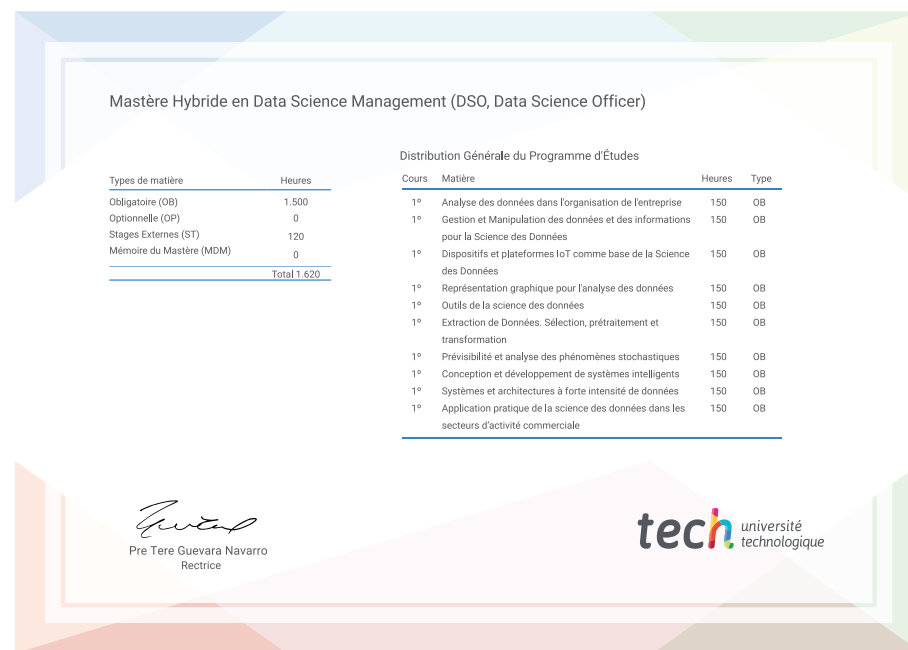 Mastère Hybride en Data Science Management (DSO, Data Science Officer)
Types de matière Heures
Obligatoire (OB) 1.500
Optionnelle (OP) 0
Stages Externes (ST) 120
Mémoire du Mastère (MDM) 0
Total 1.620
Distribution Générale du Programme d'Études
Cours Matière Heures Type
1º Analyse des données dans l'organisation de l'entreprise 150 OB
1º Gestion et Manipulation des données et des informations 150 OB
pour la Science des Données
1º Dispositifs et plateformes IoT comme base de la Science 150 OB
des Données
1º Représentation graphique pour l'analyse des données 150 OB
1º Outils de la science des données 150 OB
1º Extraction de Données. Sélection, prétraitement et 150 OB
transformation
1º Prévisibilité et analyse des phénomènes stochastiques 150 OB
1º Conception et développement de systèmes intelligents 150 OB
1º Systèmes et architectures à forte intensité de données 150 OB
1º Application pratique de la science des données dans les 150 OB
secteurs d'activité commerciale
Pre Tere Guevara Navarro
Rectrice
tech université
technologique